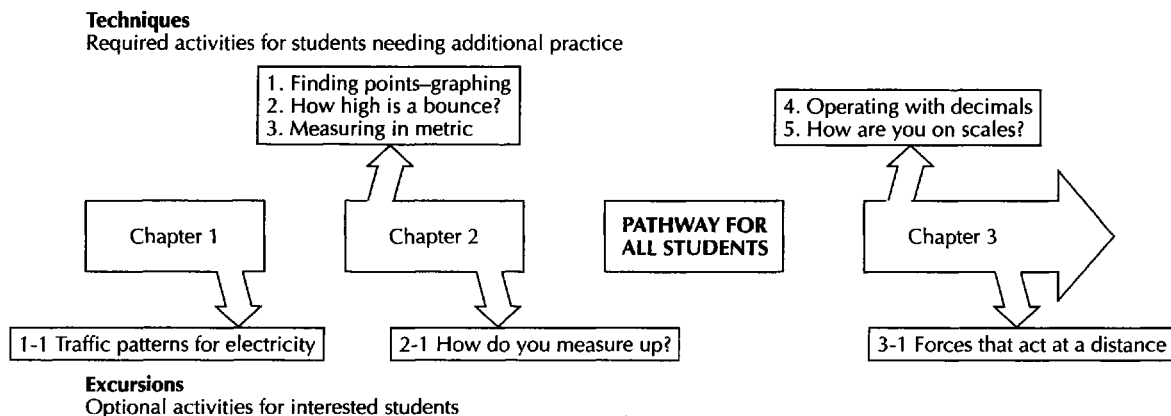 Techniques
Required activities for students needing additional practice
1. Finding points–graphing
2. How high is a bounce?
3. Measuring in metric
4. Operating with decimals
5. How are you on scales?
Chapter 1
Chapter 2
PATHWAY FOR
ALL STUDENTS
Chapter 3
1-1 Traffic patterns for electricity
2-1 How do you measure up?
3-1 Forces that act at a distance
Excursions
Optional activities for interested students